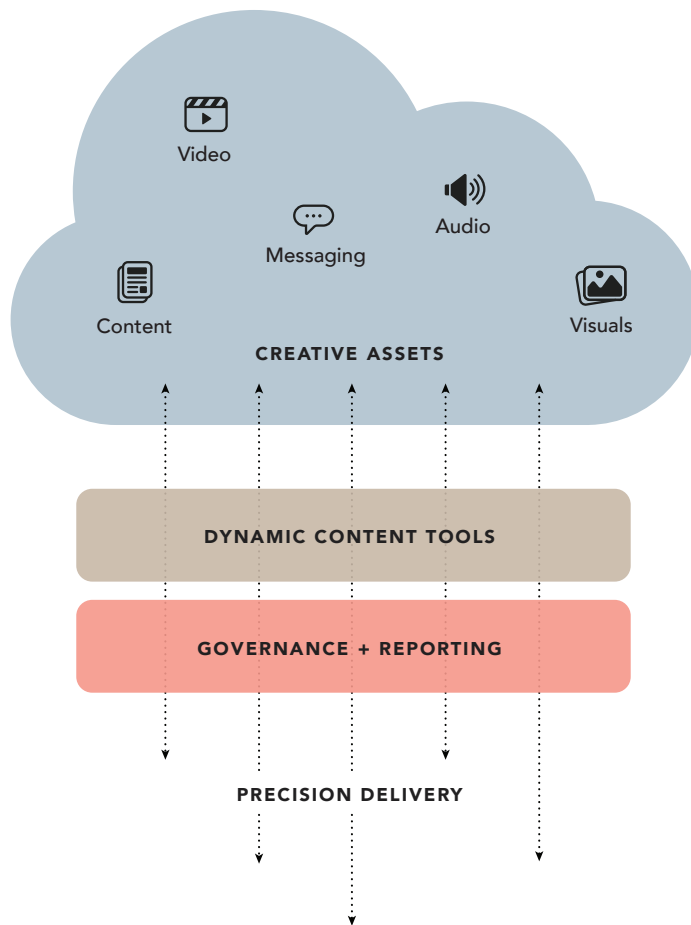 Video
Audio
Messaging
Content
Visuals
CREATIVE ASSETS
DYNAMIC CONTENT TOOLS
GOVERNANCE + REPORTING
PRECISION DELIVERY